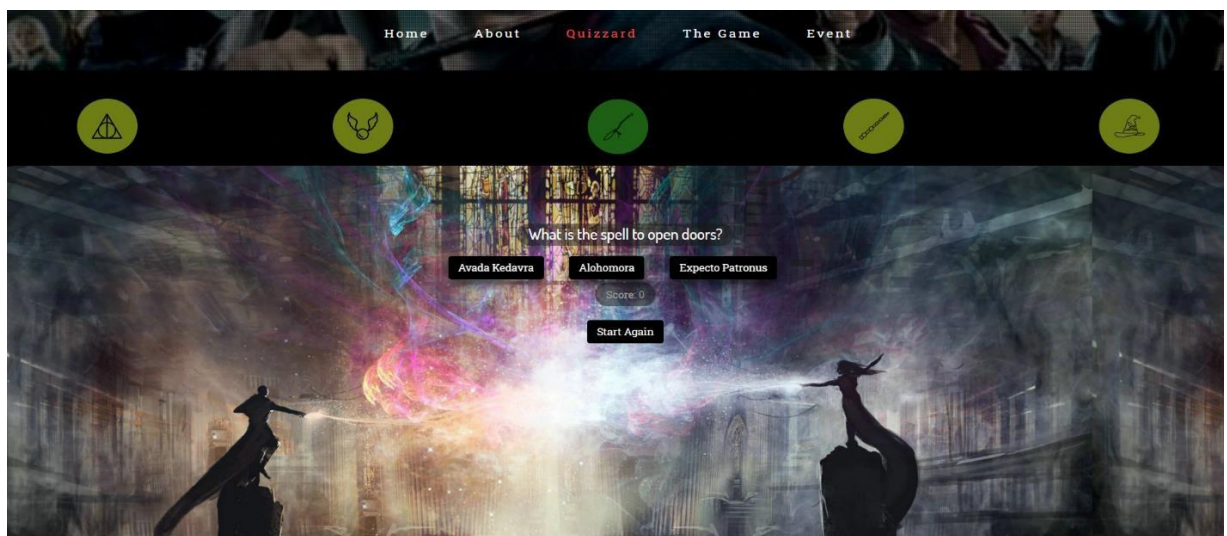 Home About Quizzard The Game Event
What is the spell to open doors?
Avada Kedavra Alohomora Expecto Patronus
Score: 0
Start Again